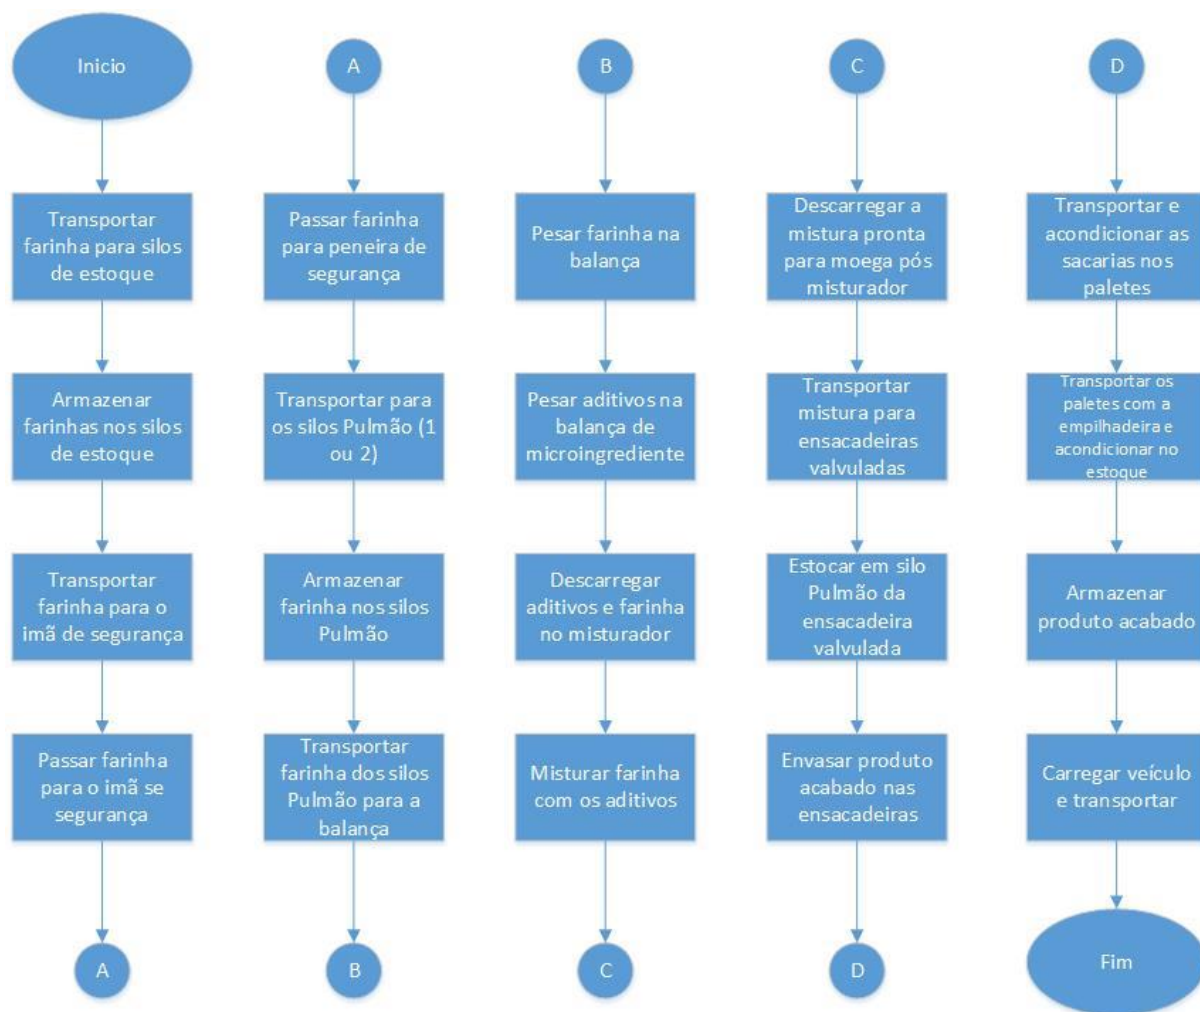 Inicio
Transportar
farinha para silos
de estoque
Armazenar
farinhas nos silos
de estoque
Transportar
farinha para o
imã de segurança
Passar farinha
para o imã se
segurança
A
A
Passar farinha
para peneira de
segurança
Transportar para
os silos Pulmão (1
ou 2)
Armazenar
farinha nos silos
Pulmão
Transportar
farinha dos silos
Pulmão para a
balança
B
B
Pesar farinha na
balança
Pesar aditivos na
balança de
microingrediente
Descarregar
aditivos e farinha
no misturador
Misturar farinha
com os aditivos
C
C
Descarregar a
mistura pronta
para moega pós
misturador
Transportar
mistura para
ensacadeiras
valvuladas
Estocar em silo
Pulmão da
ensacadeira
valvulada
Envasar produto
acabado nas
ensacadeiras
D
D
Transportar e
acondicionar as
sacarias nos
paletes
Transportar os
paletes com a
empilhadeira e
acondicionar no
estoque
Armazenar
produto acabado
Carregar veículo
e transportar
Fim